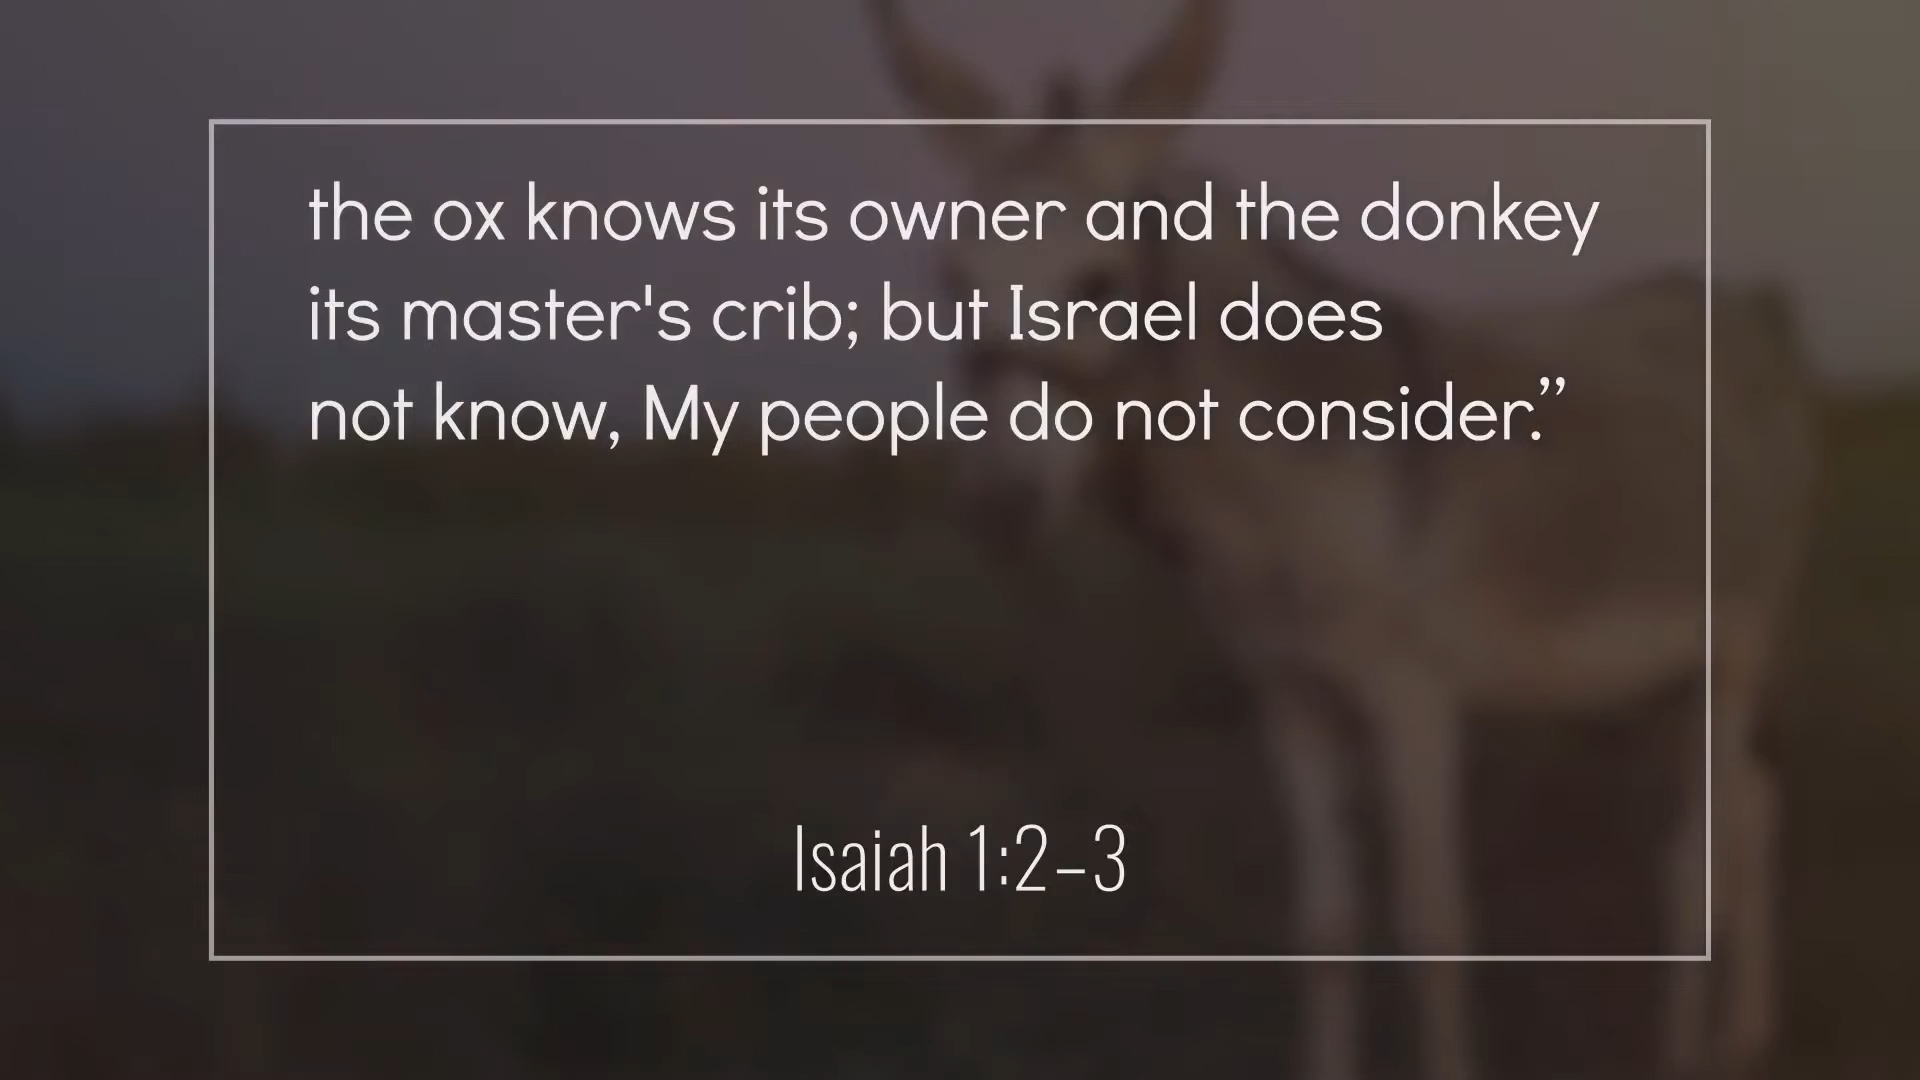 the ox knows its owner and the donkey
its master's crib; but Israel does
not know, My people do not consider.”
Isaiah 1:2–3